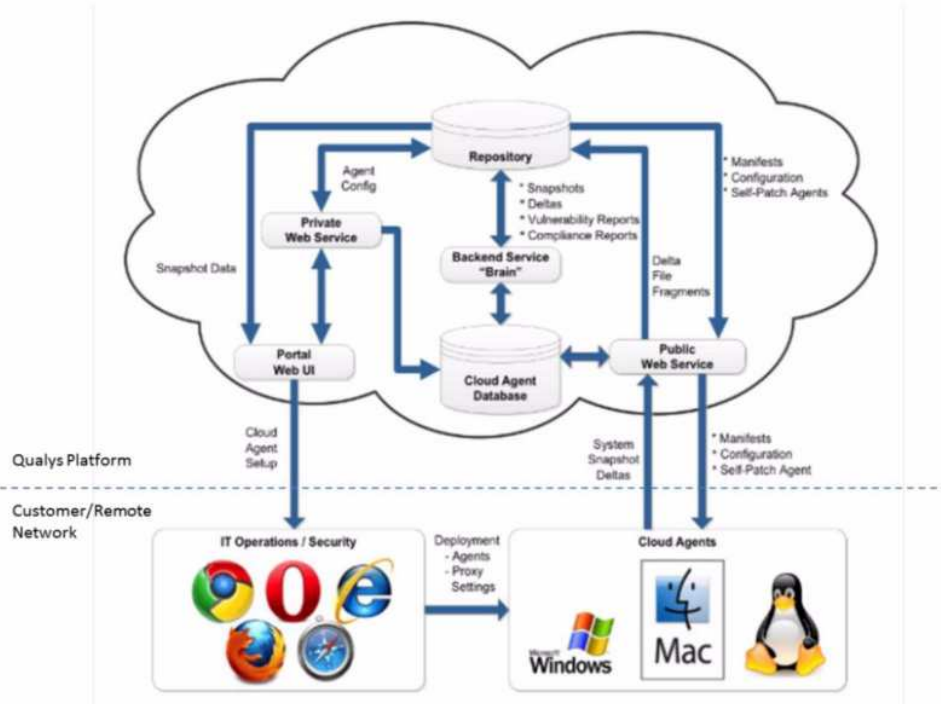 Repository
Agent
Config
* Manifests
* Configuration
* Self-Patch Agents
* Snapshots
* Deltas
* Vulnerability Reports
* Compliance Reports
Private
Web Service
Snapshot Data
Backend Service
"Brain"
Delta
File
Fragments
Portal
Web UI
Cloud Agent
Database
Public
Web Service
Cloud
Agent
Setup
System
Snapshot
Deltas
* Manifests
* Configuration
* Self-Patch Agent
Qualys Platform
Customer/Remote
Network
IT Operations / Security
Deployment
- Agents
- Proxy
Settings
Cloud Agents
Microsoft
Windows
Mac